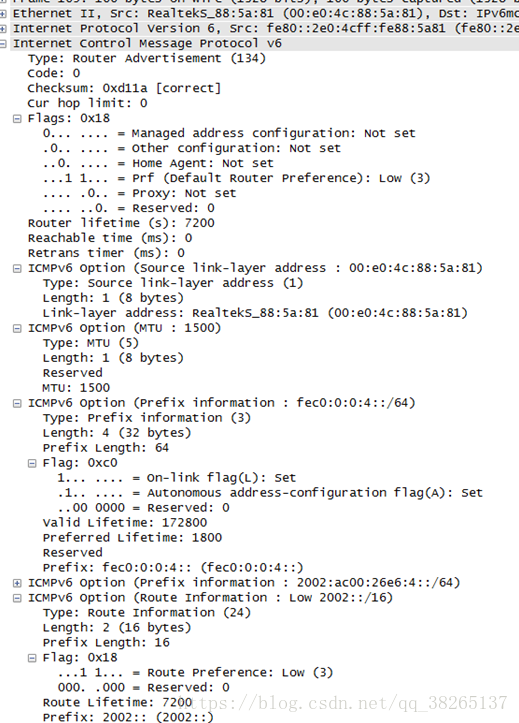 Frame 109: 166 bytes on wire (1328 bits), 166 bytes captured (1328 bit
Ethernet II, Src: RealtekS_88:5a:81 (00:e0:4c:88:5a:81), Dst: IPv6mc
Internet Protocol Version 6, Src: fe80::2e0:4cff:fe88:5a81 (fe80::2e
Internet Control Message Protocol v6
Type: Router Advertisement (134)
Code: 0
Checksum: 0xd11a [correct]
Cur hop limit: 0
Flags: 0x18
0... .... = Managed address configuration: Not set
.0.. .... = Other configuration: Not set
..0. .... = Home Agent: Not set
...1 1... = Prf (Default Router Preference): Low (3)
.... .0.. = Proxy: Not set
.... ..0. = Reserved: 0
Router lifetime (s): 7200
Reachable time (ms): 0
Retrans timer (ms): 0
ICMPv6 Option (Source link-layer address : 00:e0:4c:88:5a:81)
Type: Source link-layer address (1)
Length: 1 (8 bytes)
Link-layer address: RealtekS_88:5a:81 (00:e0:4c:88:5a:81)
ICMPv6 Option (MTU : 1500)
Type: MTU (5)
Length: 1 (8 bytes)
Reserved
MTU: 1500
ICMPv6 Option (Prefix information : fec0:0:0:4::/64)
Type: Prefix information (3)
Length: 4 (32 bytes)
Prefix Length: 64
Flag: 0xc0
1... .... = On-link flag(L): Set
.1.. .... = Autonomous address-configuration flag(A): Set
..00 0000 = Reserved: 0
Valid Lifetime: 172800
Preferred Lifetime: 1800
Reserved
Prefix: fec0:0:0:4:: (fec0:0:0:4::)
ICMPv6 Option (Prefix information : 2002:ac00:26e6:4::/64)
ICMPv6 Option (Route Information : Low 2002::/16)
Type: Route Information (24)
Length: 2 (16 bytes)
Prefix Length: 16
Flag: 0x18
...1 1... = Route Preference: Low (3)
000. .000 = Reserved: 0
Route Lifetime: 7200
Prefix: 2002:: (2002::)
https://blog.csdn.net/qq_38265137